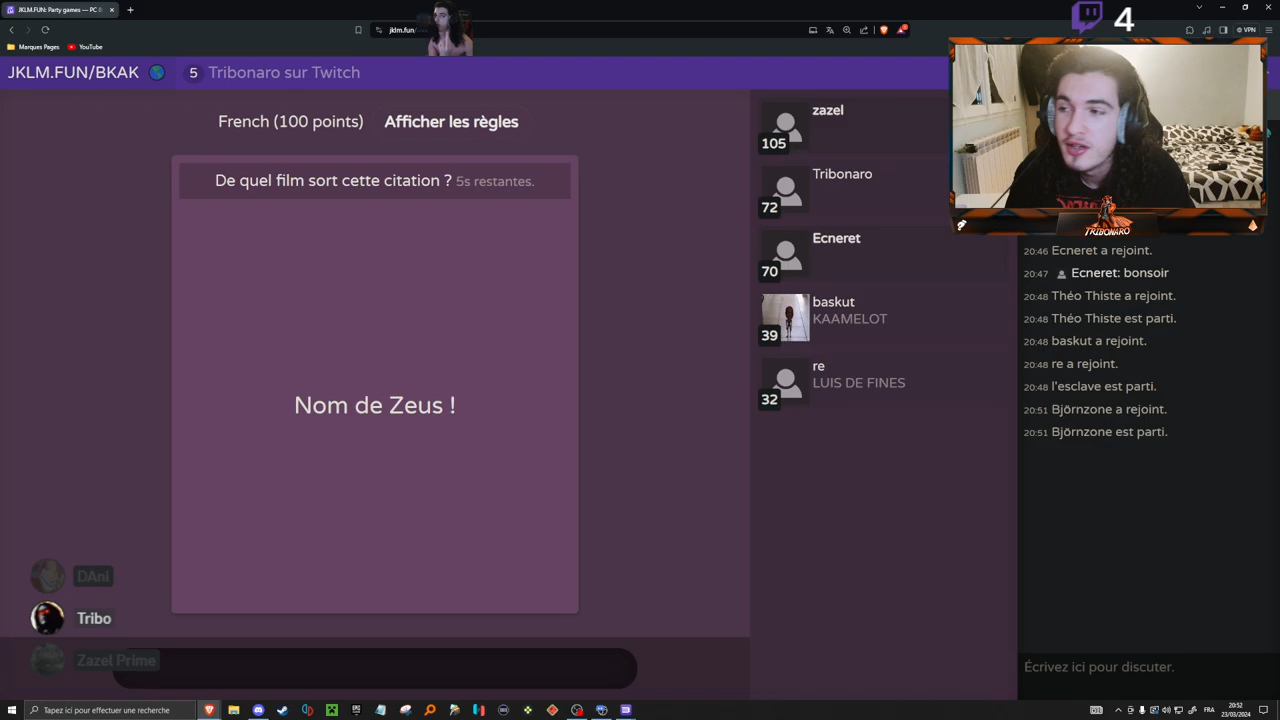 JKLM.FUN: Party games — PC B
4
jklm.fun/
VPN
Marques Pages
YouTube
JKLM.FUN/BKAK
5 Tribonaro sur Twitch
French (100 points) Afficher les règles
De quel film sort cette citation ? 5s restantes.
Nom de Zeus !
zazel
105
Tribonaro
72
Ecneret
70
baskut
KAAMELOT
39
re
LUIS DE FINES
32
TRIBONARO
20:46 Ecneret a rejoint.
20:47 Ecneret: bonsoir
20:48 Théo Thiste a rejoint.
20:48 Théo Thiste est parti.
20:48 baskut a rejoint.
20:48 re a rejoint.
20:48 l'esclave est parti.
20:51 Björnzone a rejoint.
20:51 Björnzone est parti.
DAni
Tribo
Zazel Prime
Écrivez ici pour discuter.
Tapez ici pour effectuer une recherche
FRA
20:52
23/03/2024